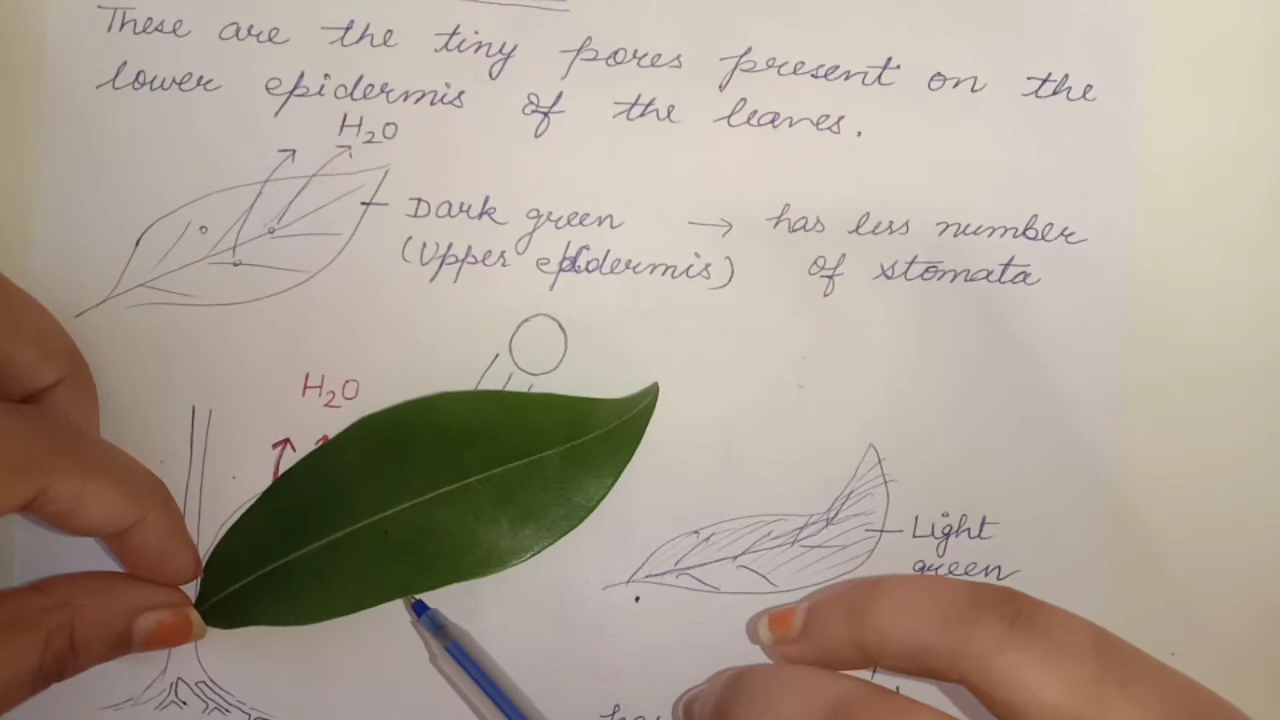 These are the tiny pores present on the
lower epidermis of the leaves.
H₂O
Dark green → has less number
(Upper epidermis) of stomata
H₂O
Light
green